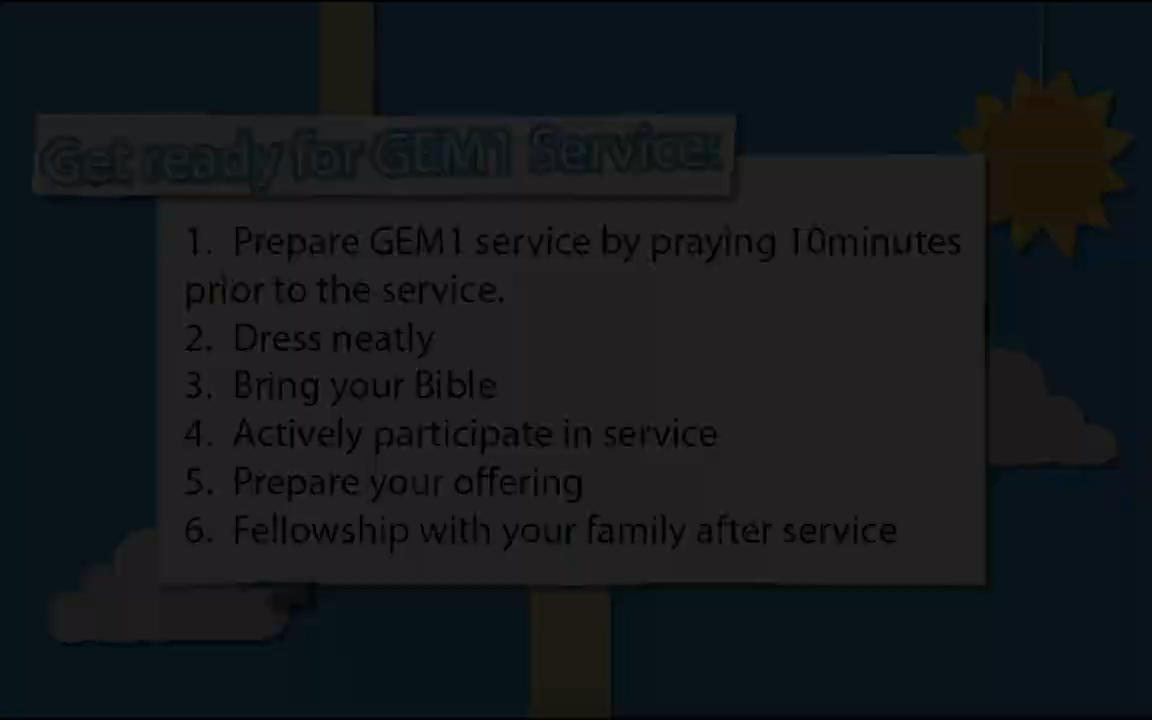 Get ready for GEM1 Service:
1. Prepare GEM1 service by praying 10minutes
prior to the service.
2. Dress neatly
3. Bring your Bible
4. Actively participate in service
5. Prepare your offering
6. Fellowship with your family after service